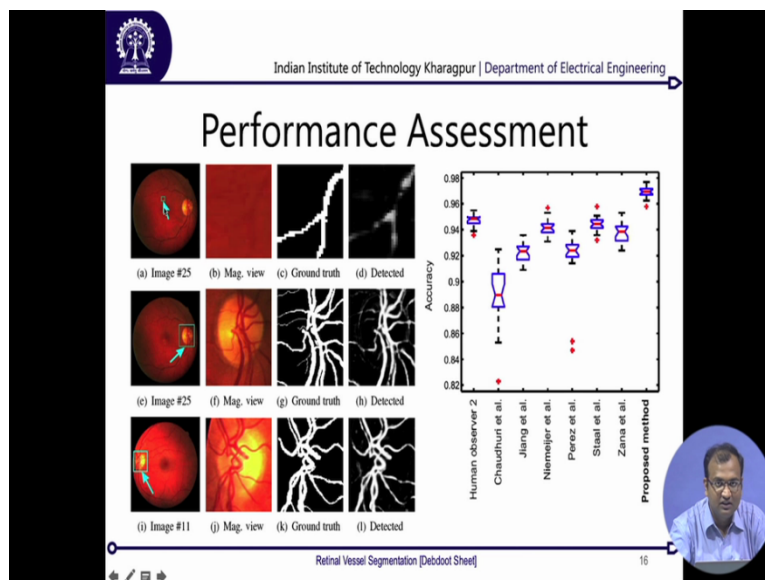 Indian Institute of Technology Kharagpur | Department of Electrical Engineering
Performance Assessment
(a) Image #25 (b) Mag. view (c) Ground truth (d) Detected
(e) Image #25 (f) Mag. view (g) Ground truth (h) Detected
(i) Image #11 (j) Mag. view (k) Ground truth (l) Detected
Accuracy
0.98
0.96
0.94
0.92
0.9
0.88
0.86
0.84
0.82
Human observer 2
Chaudhuri et al.
Jiang et al.
Niemeijer et al.
Perez et al.
Staal et al.
Zana et al.
Proposed method
Retinal Vessel Segmentation [Debdoot Sheet]
16